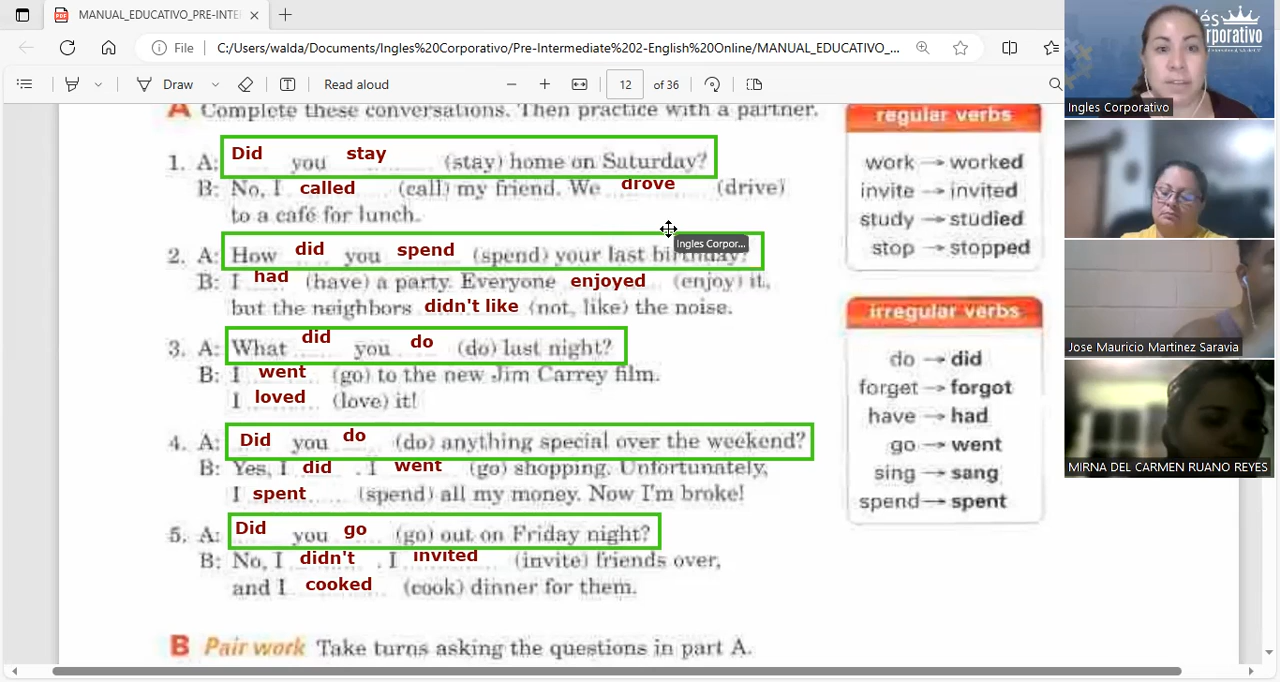 MANUAL_EDUCATIVO_PRE-INTE
File
C:/Users/walda/Documents/Ingles%20Corporativo/Pre-Intermediate%202-English%20Online/MANUAL_EDUCATIVO_...
Draw
Read aloud
12
of 36
A Complete these conversations. Then practice with a partner.
1. A: Did you stay (stay) home on Saturday?
B: No, I called (call) my friend. We drove (drive)
to a café for lunch.
Ingles Corpor...
2. A: How did you spend (spend) your last birthday?
B: I had (have) a party. Everyone enjoyed (enjoy) it,
but the neighbors didn't like (not, like) the noise.
3. A: What did you do (do) last night?
B: I went (go) to the new Jim Carrey film.
I loved (love) it!
4. A: Did you do (do) anything special over the weekend?
B: Yes, I did. I went (go) shopping. Unfortunately,
I spent (spend) all my money. Now I'm broke!
5. A: Did you go (go) out on Friday night?
B: No, I didn't. I invited (invite) friends over,
and I cooked (cook) dinner for them.
B Pair work Take turns asking the questions in part A.
regular verbs
work → worked
invite → invited
study → studied
stop → stopped
irregular verbs
do → did
forget → forgot
have → had
go → went
sing → sang
spend → spent
Ingles Corporativo
Jose Mauricio Martinez Saravia
MIRNA DEL CARMEN RUANO REYES